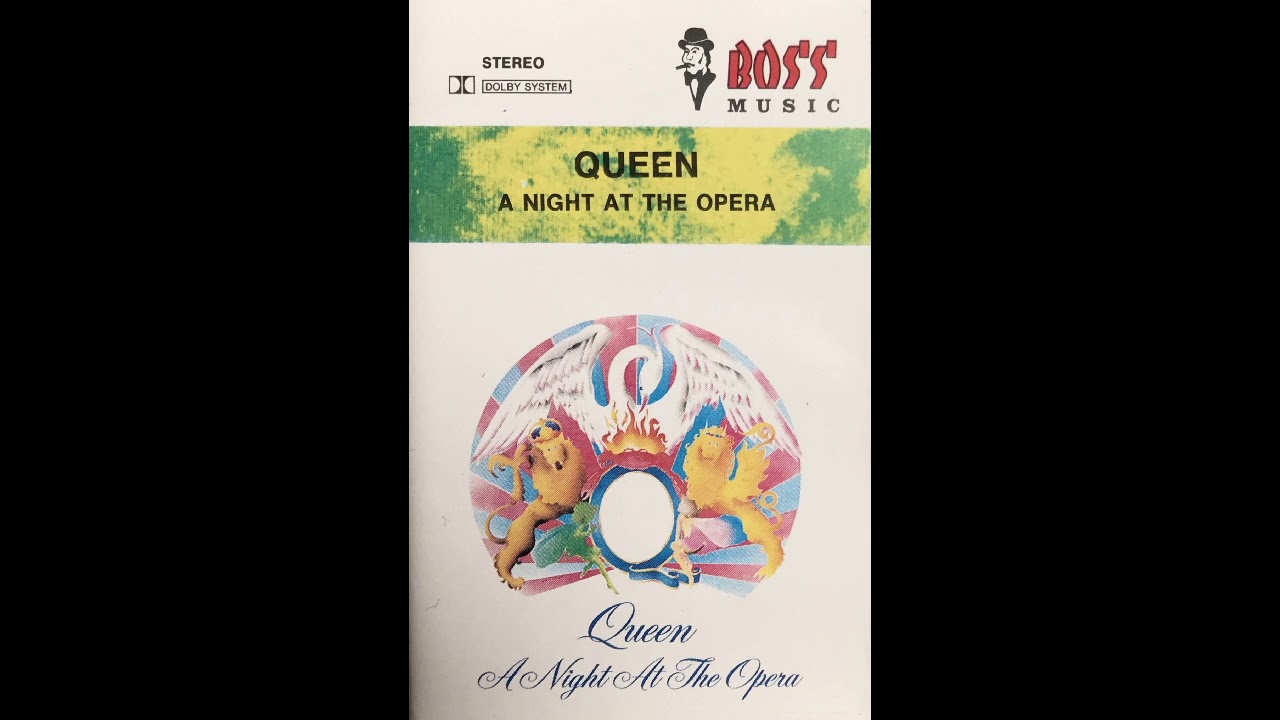 STEREO
DOLBY SYSTEM
BOSS
MUSIC
QUEEN
A NIGHT AT THE OPERA
Queen
A Night At The Opera